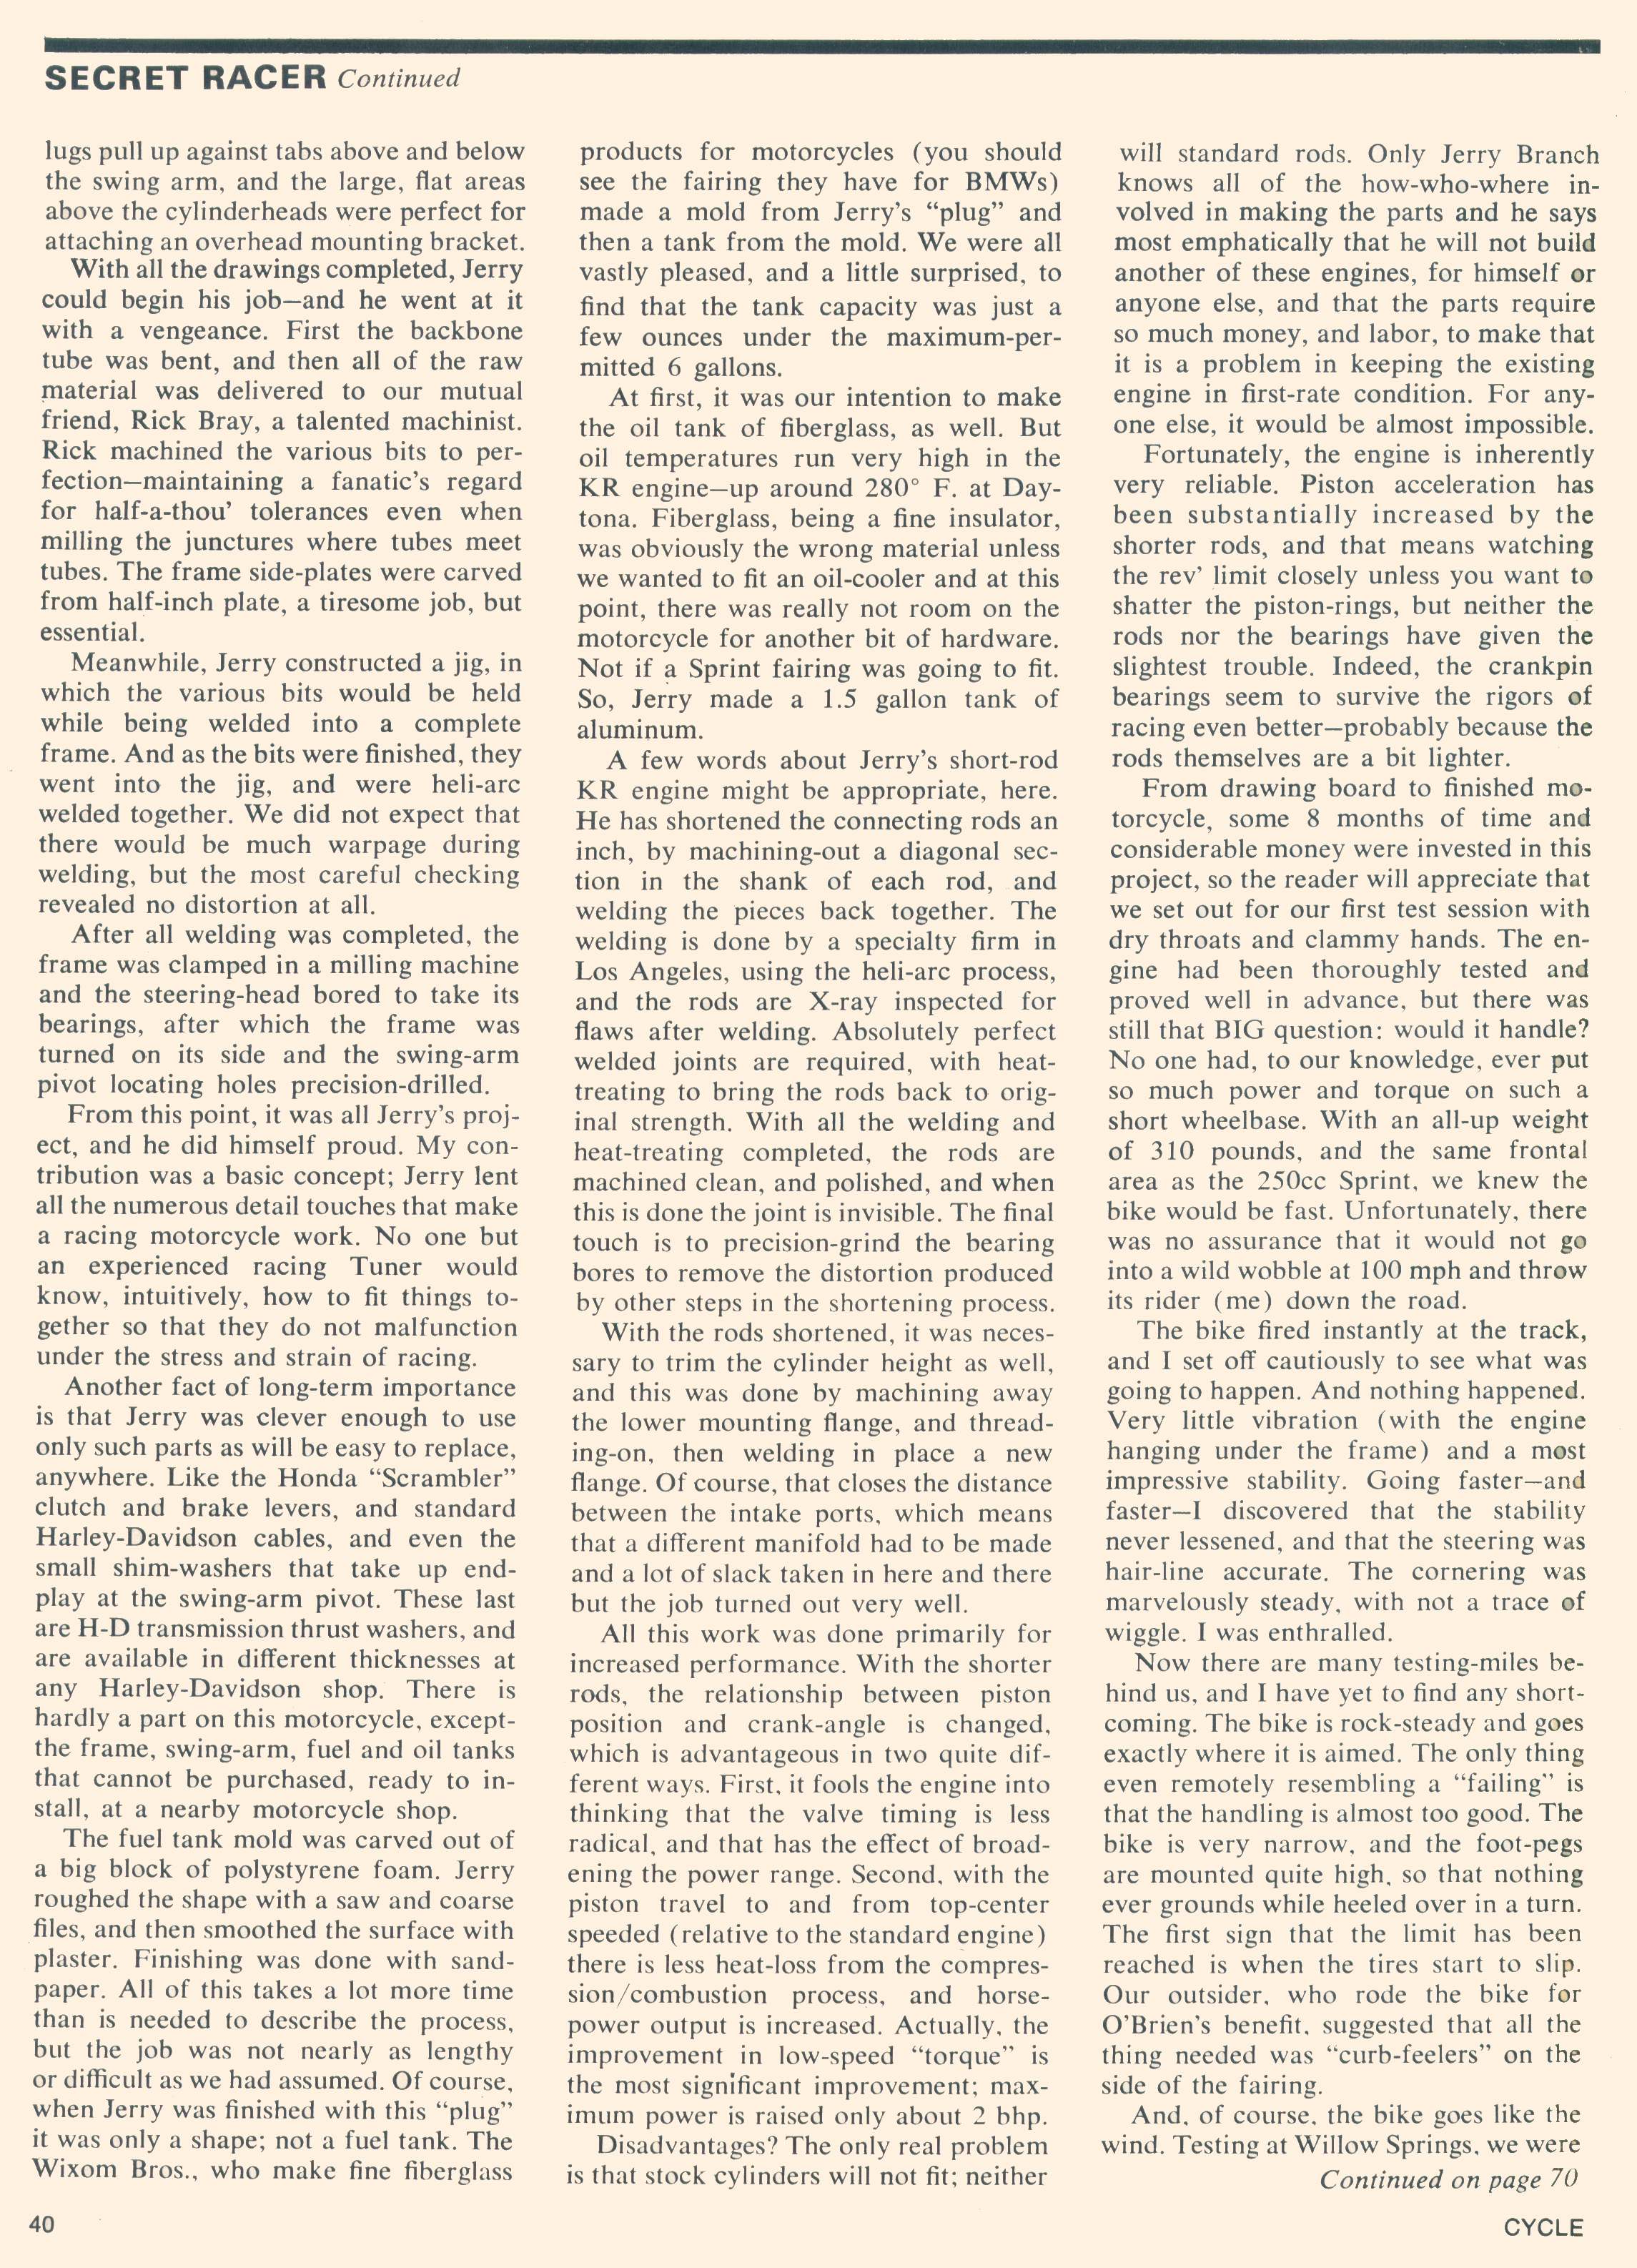 SECRET RACER Continued
lugs pull up against tabs above and below
the swing arm, and the large, flat areas
above the cylinderheads were perfect for
attaching an overhead mounting bracket.
With all the drawings completed, Jerry
could begin his job—and he went at it
with a vengeance. First the backbone
tube was bent, and then all of the raw
material was delivered to our mutual
friend, Rick Bray, a talented machinist.
Rick machined the various bits to per-
fection—maintaining a fanatic's regard
for half-a-thou' tolerances even when
milling the junctures where tubes meet
tubes. The frame side-plates were carved
from half-inch plate, a tiresome job, but
essential.
Meanwhile, Jerry constructed a jig, in
which the various bits would be held
while being welded into a complete
frame. And as the bits were finished, they
went into the jig, and were heli-arc
welded together. We did not expect that
there would be much warpage during
welding, but the most careful checking
revealed no distortion at all.
After all welding was completed, the
frame was clamped in a milling machine
and the steering-head bored to take its
bearings, after which the frame was
turned on its side and the swing-arm
pivot locating holes precision-drilled.
From this point, it was all Jerry's proj-
ect, and he did himself proud. My con-
tribution was a basic concept; Jerry lent
all the numerous detail touches that make
a racing motorcycle work. No one but
an experienced racing Tuner would
know, intuitively, how to fit things to-
gether so that they do not malfunction
under the stress and strain of racing.
Another fact of long-term importance
is that Jerry was clever enough to use
only such parts as will be easy to replace,
anywhere. Like the Honda “Scrambler”
clutch and brake levers, and standard
Harley-Davidson cables, and even the
small shim-washers that take up end-
play at the swing-arm pivot. These last
are H-D transmission thrust washers, and
are available in different thicknesses at
any Harley-Davidson shop. There is
hardly a part on this motorcycle, except-
the frame, swing-arm, fuel and oil tanks
that cannot be purchased, ready to in-
stall, at a nearby motorcycle shop.
The fuel tank mold was carved out of
a big block of polystyrene foam. Jerry
roughed the shape with a saw and coarse
files, and then smoothed the surface with
plaster. Finishing was done with sand-
paper. All of this takes a lot more time
than is needed to describe the process,
but the job was not nearly as lengthy
or difficult as we had assumed. Of course,
when Jerry was finished with this “plug”
it was only a shape; not a fuel tank. The
Wixom Bros., who make fine fiberglass
products for motorcycles (you should
see the fairing they have for BMWs)
made a mold from Jerry's “plug” and
then a tank from the mold. We were all
vastly pleased, and a little surprised, to
find that the tank capacity was just a
few ounces under the maximum-per-
mitted 6 gallons.
At first, it was our intention to make
the oil tank of fiberglass, as well. But
oil temperatures run very high in the
KR engine—up around 280° F. at Day-
tona. Fiberglass, being a fine insulator,
was obviously the wrong material unless
we wanted to fit an oil-cooler and at this
point, there was really not room on the
motorcycle for another bit of hardware.
Not if a Sprint fairing was going to fit.
So, Jerry made a 1.5 gallon tank of
aluminum.
A few words about Jerry's short-rod
KR engine might be appropriate, here.
He has shortened the connecting rods an
inch, by machining-out a diagonal sec-
tion in the shank of each rod, and
welding the pieces back together. The
welding is done by a specialty firm in
Los Angeles, using the heli-arc process,
and the rods are X-ray inspected for
flaws after welding. Absolutely perfect
welded joints are required, with heat-
treating to bring the rods back to orig-
inal strength. With all the welding and
heat-treating completed, the rods are
machined clean, and polished, and when
this is done the joint is invisible. The final
touch is to precision-grind the bearing
bores to remove the distortion produced
by other steps in the shortening process.
With the rods shortened, it was neces-
sary to trim the cylinder height as well,
and this was done by machining away
the lower mounting flange, and thread-
ing-on, then welding in place a new
flange. Of course, that closes the distance
between the intake ports, which means
that a different manifold had to be made
and a lot of slack taken in here and there
but the job turned out very well.
All this work was done primarily for
increased performance. With the shorter
rods, the relationship between piston
position and crank-angle is changed,
which is advantageous in two quite dif-
ferent ways. First, it fools the engine into
thinking that the valve timing is less
radical, and that has the effect of broad-
ening the power range. Second, with the
piston travel to and from top-center
speeded (relative to the standard engine)
there is less heat-loss from the compres-
sion/combustion process, and horse-
power output is increased. Actually, the
improvement in low-speed “torque” is
the most significant improvement; max-
imum power is raised only about 2 bhp.
Disadvantages? The only real problem
is that stock cylinders will not fit; neither
will standard rods. Only Jerry Branch
knows all of the how-who-where in-
volved in making the parts and he says
most emphatically that he will not build
another of these engines, for himself or
anyone else, and that the parts require
so much money, and labor, to make that
it is a problem in keeping the existing
engine in first-rate condition. For any-
one else, it would be almost impossible.
Fortunately, the engine is inherently
very reliable. Piston acceleration has
been substantially increased by the
shorter rods, and that means watching
the rev' limit closely unless you want to
shatter the piston-rings, but neither the
rods nor the bearings have given the
slightest trouble. Indeed, the crankpin
bearings seem to survive the rigors of
racing even better—probably because the
rods themselves are a bit lighter.
From drawing board to finished mo-
torcycle, some 8 months of time and
considerable money were invested in this
project, so the reader will appreciate that
we set out for our first test session with
dry throats and clammy hands. The en-
gine had been thoroughly tested and
proved well in advance, but there was
still that BIG question: would it handle?
No one had, to our knowledge, ever put
so much power and torque on such a
short wheelbase. With an all-up weight
of 310 pounds, and the same frontal
area as the 250cc Sprint, we knew the
bike would be fast. Unfortunately, there
was no assurance that it would not go
into a wild wobble at 100 mph and throw
its rider (me) down the road.
The bike fired instantly at the track,
and I set off cautiously to see what was
going to happen. And nothing happened.
Very little vibration (with the engine
hanging under the frame) and a most
impressive stability. Going faster—and
faster—I discovered that the stability
never lessened, and that the steering was
hair-line accurate. The cornering was
marvelously steady, with not a trace of
wiggle. I was enthralled.
Now there are many testing-miles be-
hind us, and I have yet to find any short-
coming. The bike is rock-steady and goes
exactly where it is aimed. The only thing
even remotely resembling a “failing” is
that the handling is almost too good. The
bike is very narrow, and the foot-pegs
are mounted quite high, so that nothing
ever grounds while heeled over in a turn.
The first sign that the limit has been
reached is when the tires start to slip.
Our outsider, who rode the bike for
O'Brien's benefit, suggested that all the
thing needed was “curb-feelers” on the
side of the fairing.
And, of course, the bike goes like the
wind. Testing at Willow Springs, we were
Continued on page 70
40
CYCLE